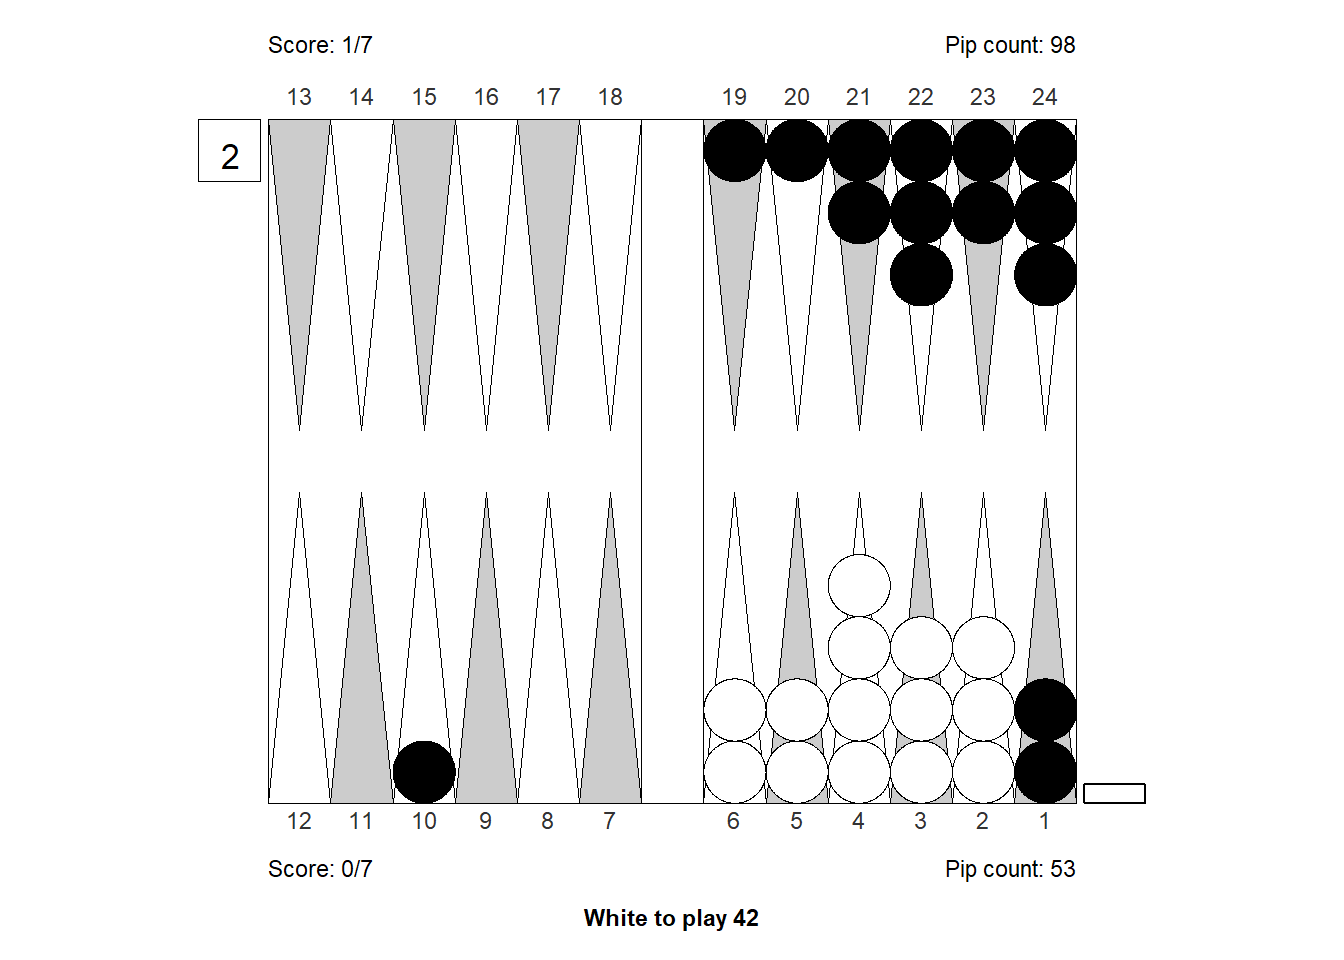 Score: 1/7 Pip count: 98
13 14 15 16 17 18 19 20 21 22 23 24
2
12 11 10 9 8 7 6 5 4 3 2 1
Score: 0/7 Pip count: 53
White to play 42